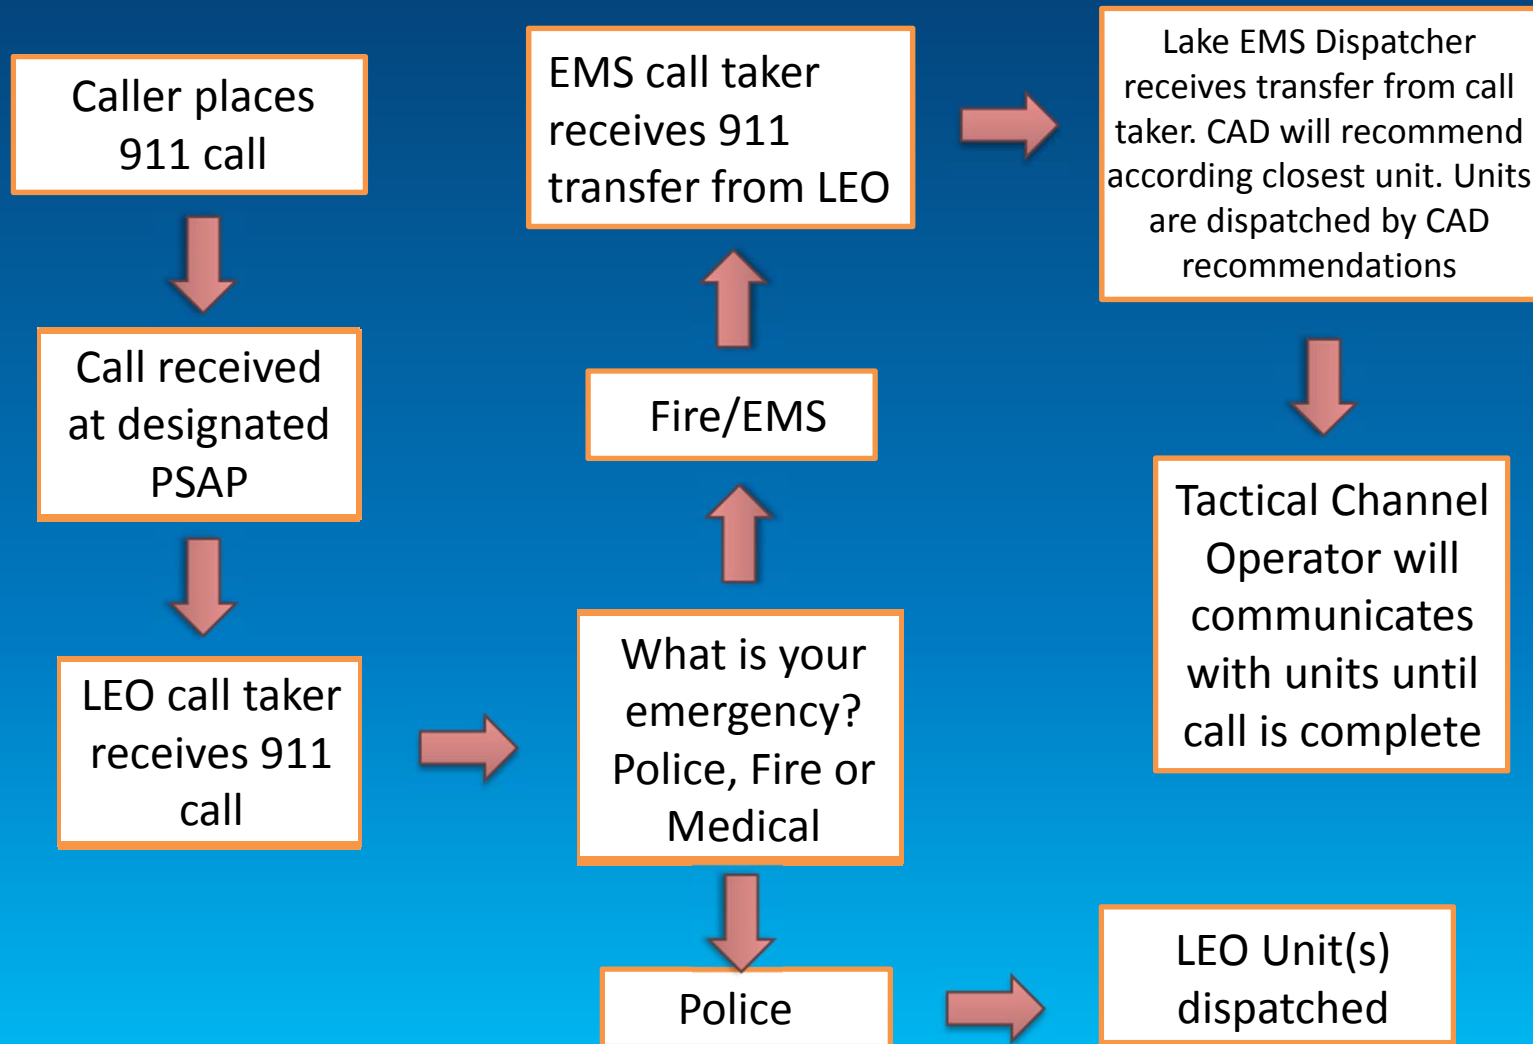 Caller places
911 call
Call received
at designated
PSAP
LEO call taker
receives 911
call
What is your
emergency?
Police, Fire or
Medical
Fire/EMS
EMS call taker
receives 911
transfer from LEO
Lake EMS Dispatcher
receives transfer from call
taker. CAD will recommend
according closest unit. Units
are dispatched by CAD
recommendations
Tactical Channel
Operator will
communicates
with units until
call is complete
Police
LEO Unit(s)
dispatched